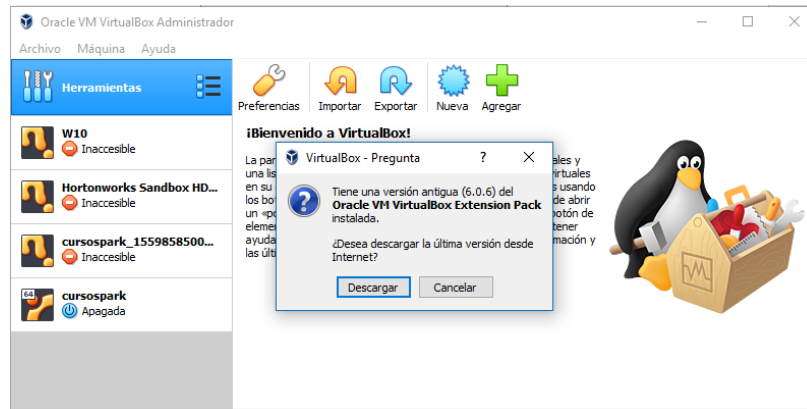 Oracle VM VirtualBox Administrador
Archivo Máquina Ayuda
Herramientas
Preferencias Importar Exportar Nueva Agregar
W10
Inaccesible
Hortonworks Sandbox HD...
Inaccesible
cursospark_1559858500...
Inaccesible
64
cursospark
Apagada
¡Bienvenido a VirtualBox!
La par
ales y
una lis
irtuales
en su
s usando
los bot
de abrir
un «po
botón de
elemen
tener
ayuda
mación y
las últi
VirtualBox - Pregunta ? X
Tiene una versión antigua (6.0.6) del
Oracle VM VirtualBox Extension Pack
instalada.
¿Desea descargar la última versión desde
Internet?
Descargar Cancelar